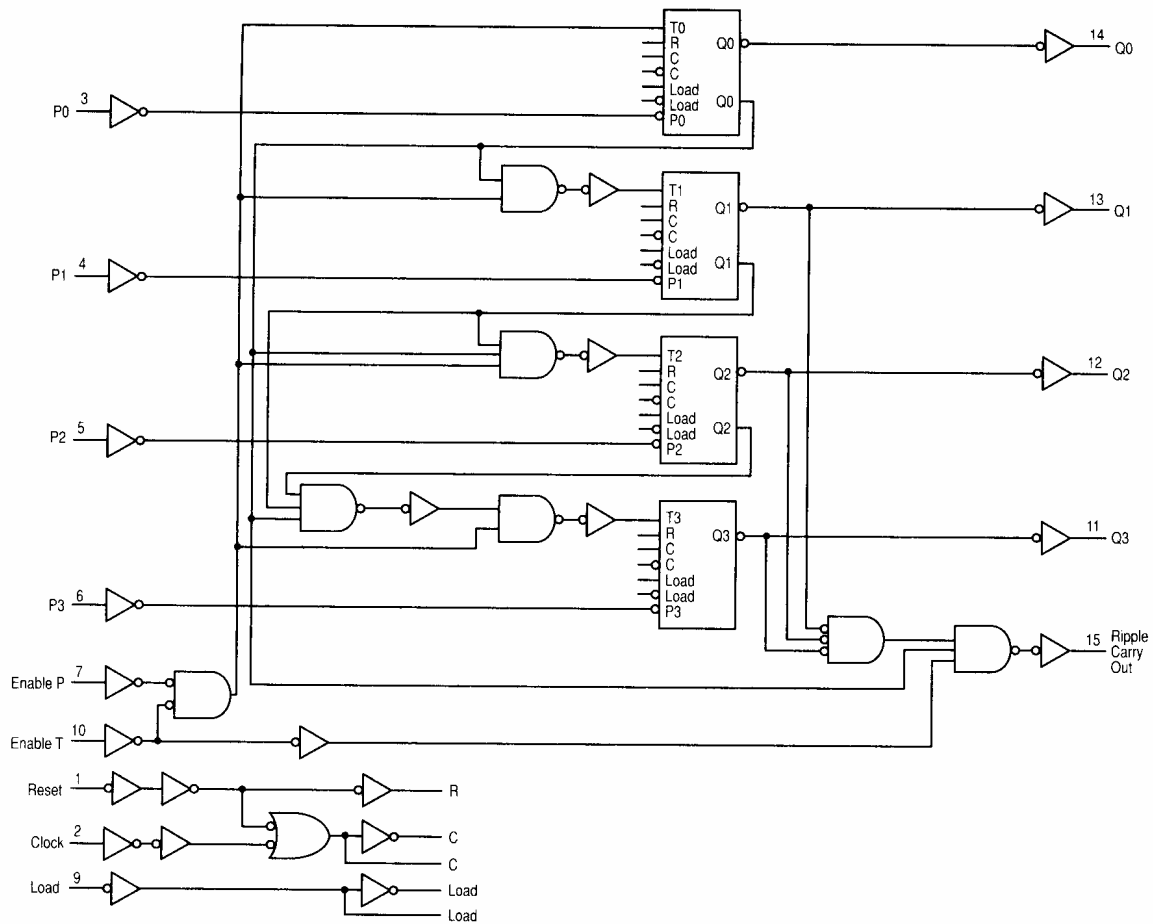 T0
R
C
C
Load
Load
P0
Q0
Q0
14
Q0
P0
3
T1
R
C
C
Load
Load
P1
Q1
Q1
13
Q1
P1
4
T2
R
C
C
Load
Load
P2
Q2
Q2
12
Q2
P2
5
T3
R
C
C
Load
Load
P3
Q3
11
Q3
P3
6
15
Ripple
Carry
Out
Enable P
7
Enable T
10
Reset
1
R
Clock
2
C
C
Load
9
Load
Load